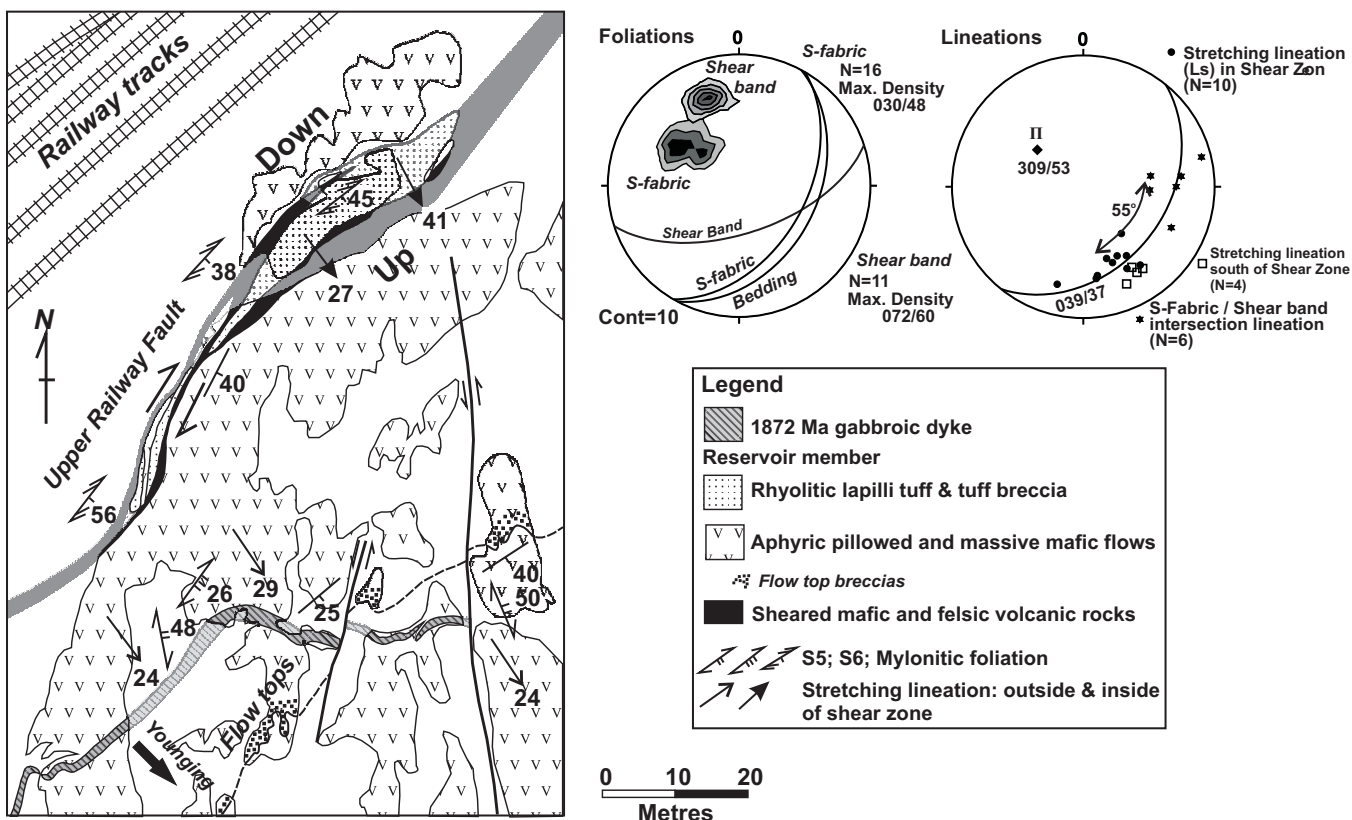 Railway tracks
Down
45
41
Up
38
27
N
Upper Railway Fault
40
56
26
29
25
40
50
48
24
24
Flow tops
Younging
Foliations
0
S-fabric
N=16
Max. Density
030/48
Shear
band
S-fabric
Shear Band
S-fabric
Bedding
Shear band
N=11
Max. Density
072/60
Cont=10
Lineations
0
Stretching lineation
(Ls) in Shear Zon
(N=10)
Π
309/53
55°
039/37
Stretching lineation
south of Shear Zone
(N=4)
S-Fabric / Shear band
intersection lineation
(N=6)
Legend
1872 Ma gabbroic dyke
Reservoir member
Rhyolitic lapilli tuff & tuff breccia
Aphyric pillowed and massive mafic flows
Flow top breccias
Sheared mafic and felsic volcanic rocks
S5; S6; Mylonitic foliation
Stretching lineation: outside & inside
of shear zone
0 10 20
Metres